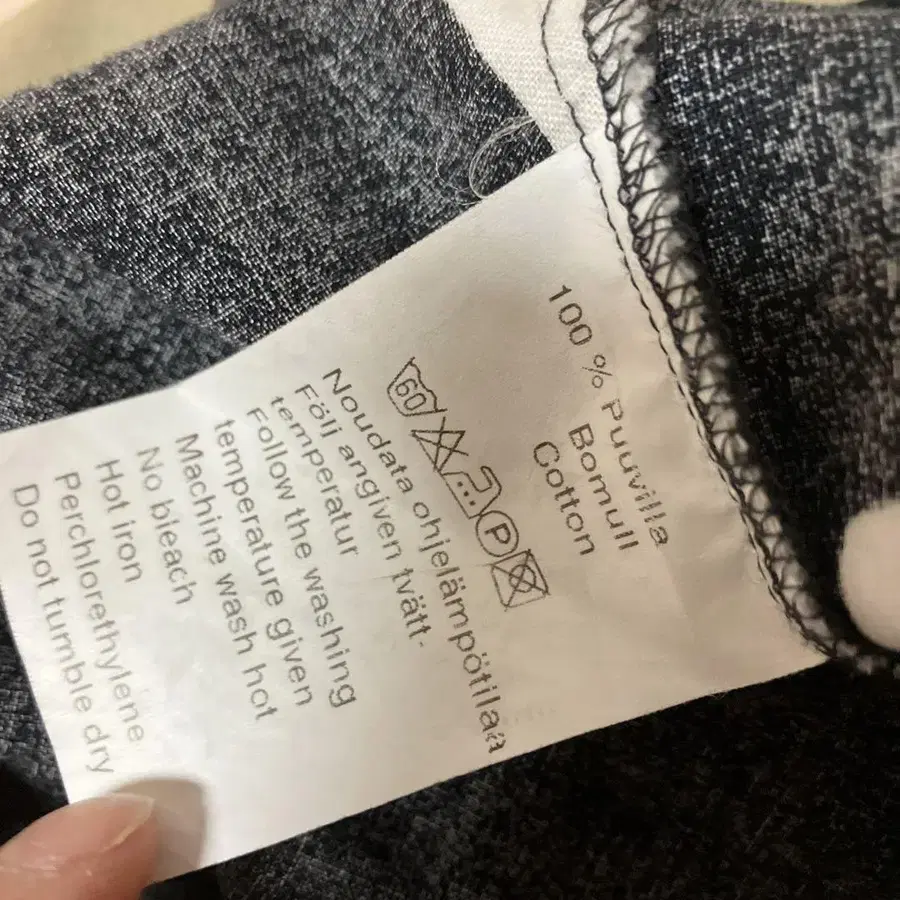 100 % Puuvilla
Bomull
Cotton
60 P
Noudata ohjelämpötilaa
Följ angiven tvätt-
temperatur
Follow the washing
temperature given
Machine wash hot
No bleach
Hot iron
Perchlorethylene
Do not tumble dry